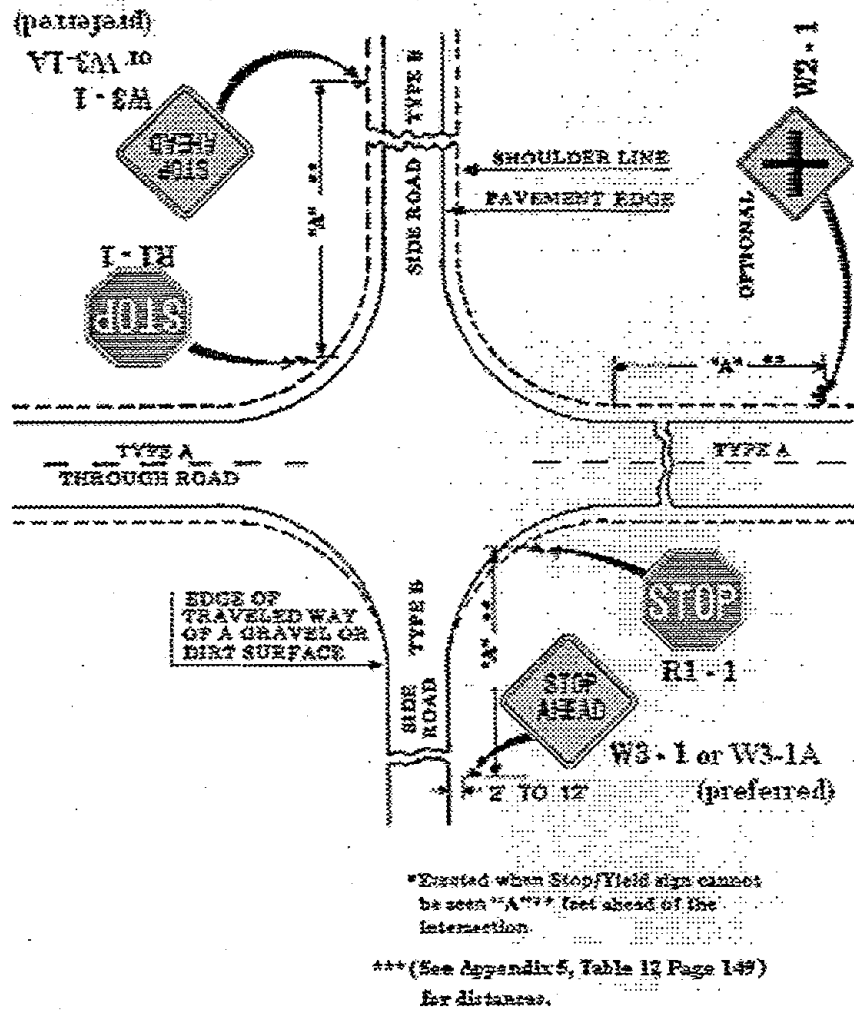 W3 - 1
or W3-1A
(preferred)
STOP
AHEAD
R1 - 1
STOP
"A" **
SIDE ROAD TYPE B
SHOULDER LINE
PAVEMENT EDGE
W2 - 1
OPTIONAL
"A" **
TYPE A
THROUGH ROAD
TYPE A
EDGE OF
TRAVELED WAY
OF A GRAVEL OR
DIRT SURFACE
SIDE
ROAD
TYPE B
"A" **
STOP
R1 - 1
STOP
AHEAD
W3 - 1 or W3-1A
(preferred)
2' TO 12'
*Erected when Stop/Yield sign cannot
be seen "A"** feet ahead of the
intersection.
***(See Appendix 5, Table 12 Page 149)
for distances.